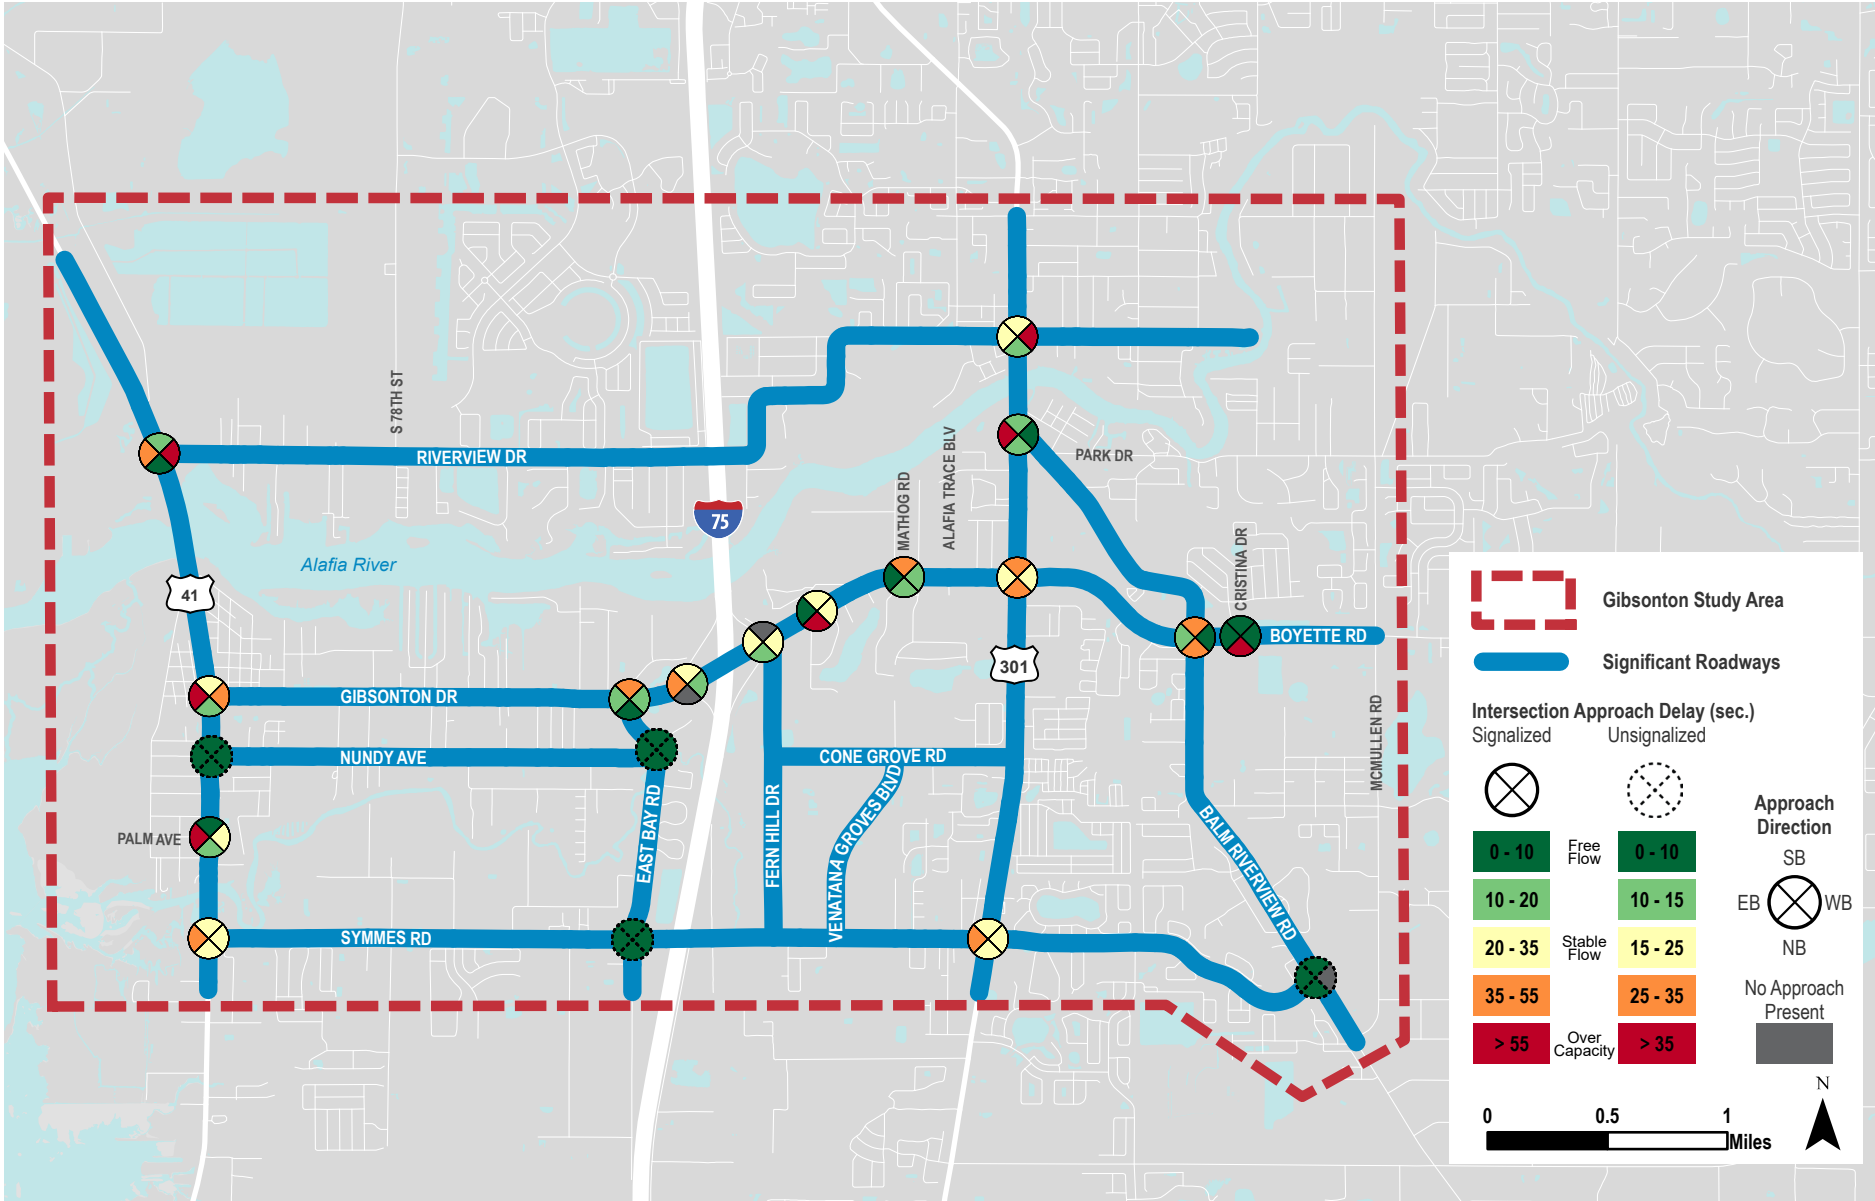 S 78TH ST
RIVERVIEW DR
ALAFIA TRACE BLV
PARK DR
MATHOG RD
75
Alafia River
41
CRISTINA DR
BOYETTE RD
301
GIBSONTON DR
NUNDY AVE
CONE GROVE RD
MCMULLEN RD
PALM AVE
EAST BAY RD
FERN HILL DR
VENATANA GROVES BLVD
BALM RIVERVIEW RD
SYMMES RD
Gibsonton Study Area
Significant Roadways
Intersection Approach Delay (sec.)
Signalized Unsignalized
0 - 10 Free Flow 0 - 10
10 - 20 10 - 15
20 - 35 Stable Flow 15 - 25
35 - 55 25 - 35
> 55 Over Capacity > 35
Approach
Direction
SB
EB WB
NB
No Approach
Present
N
0 0.5 1
Miles